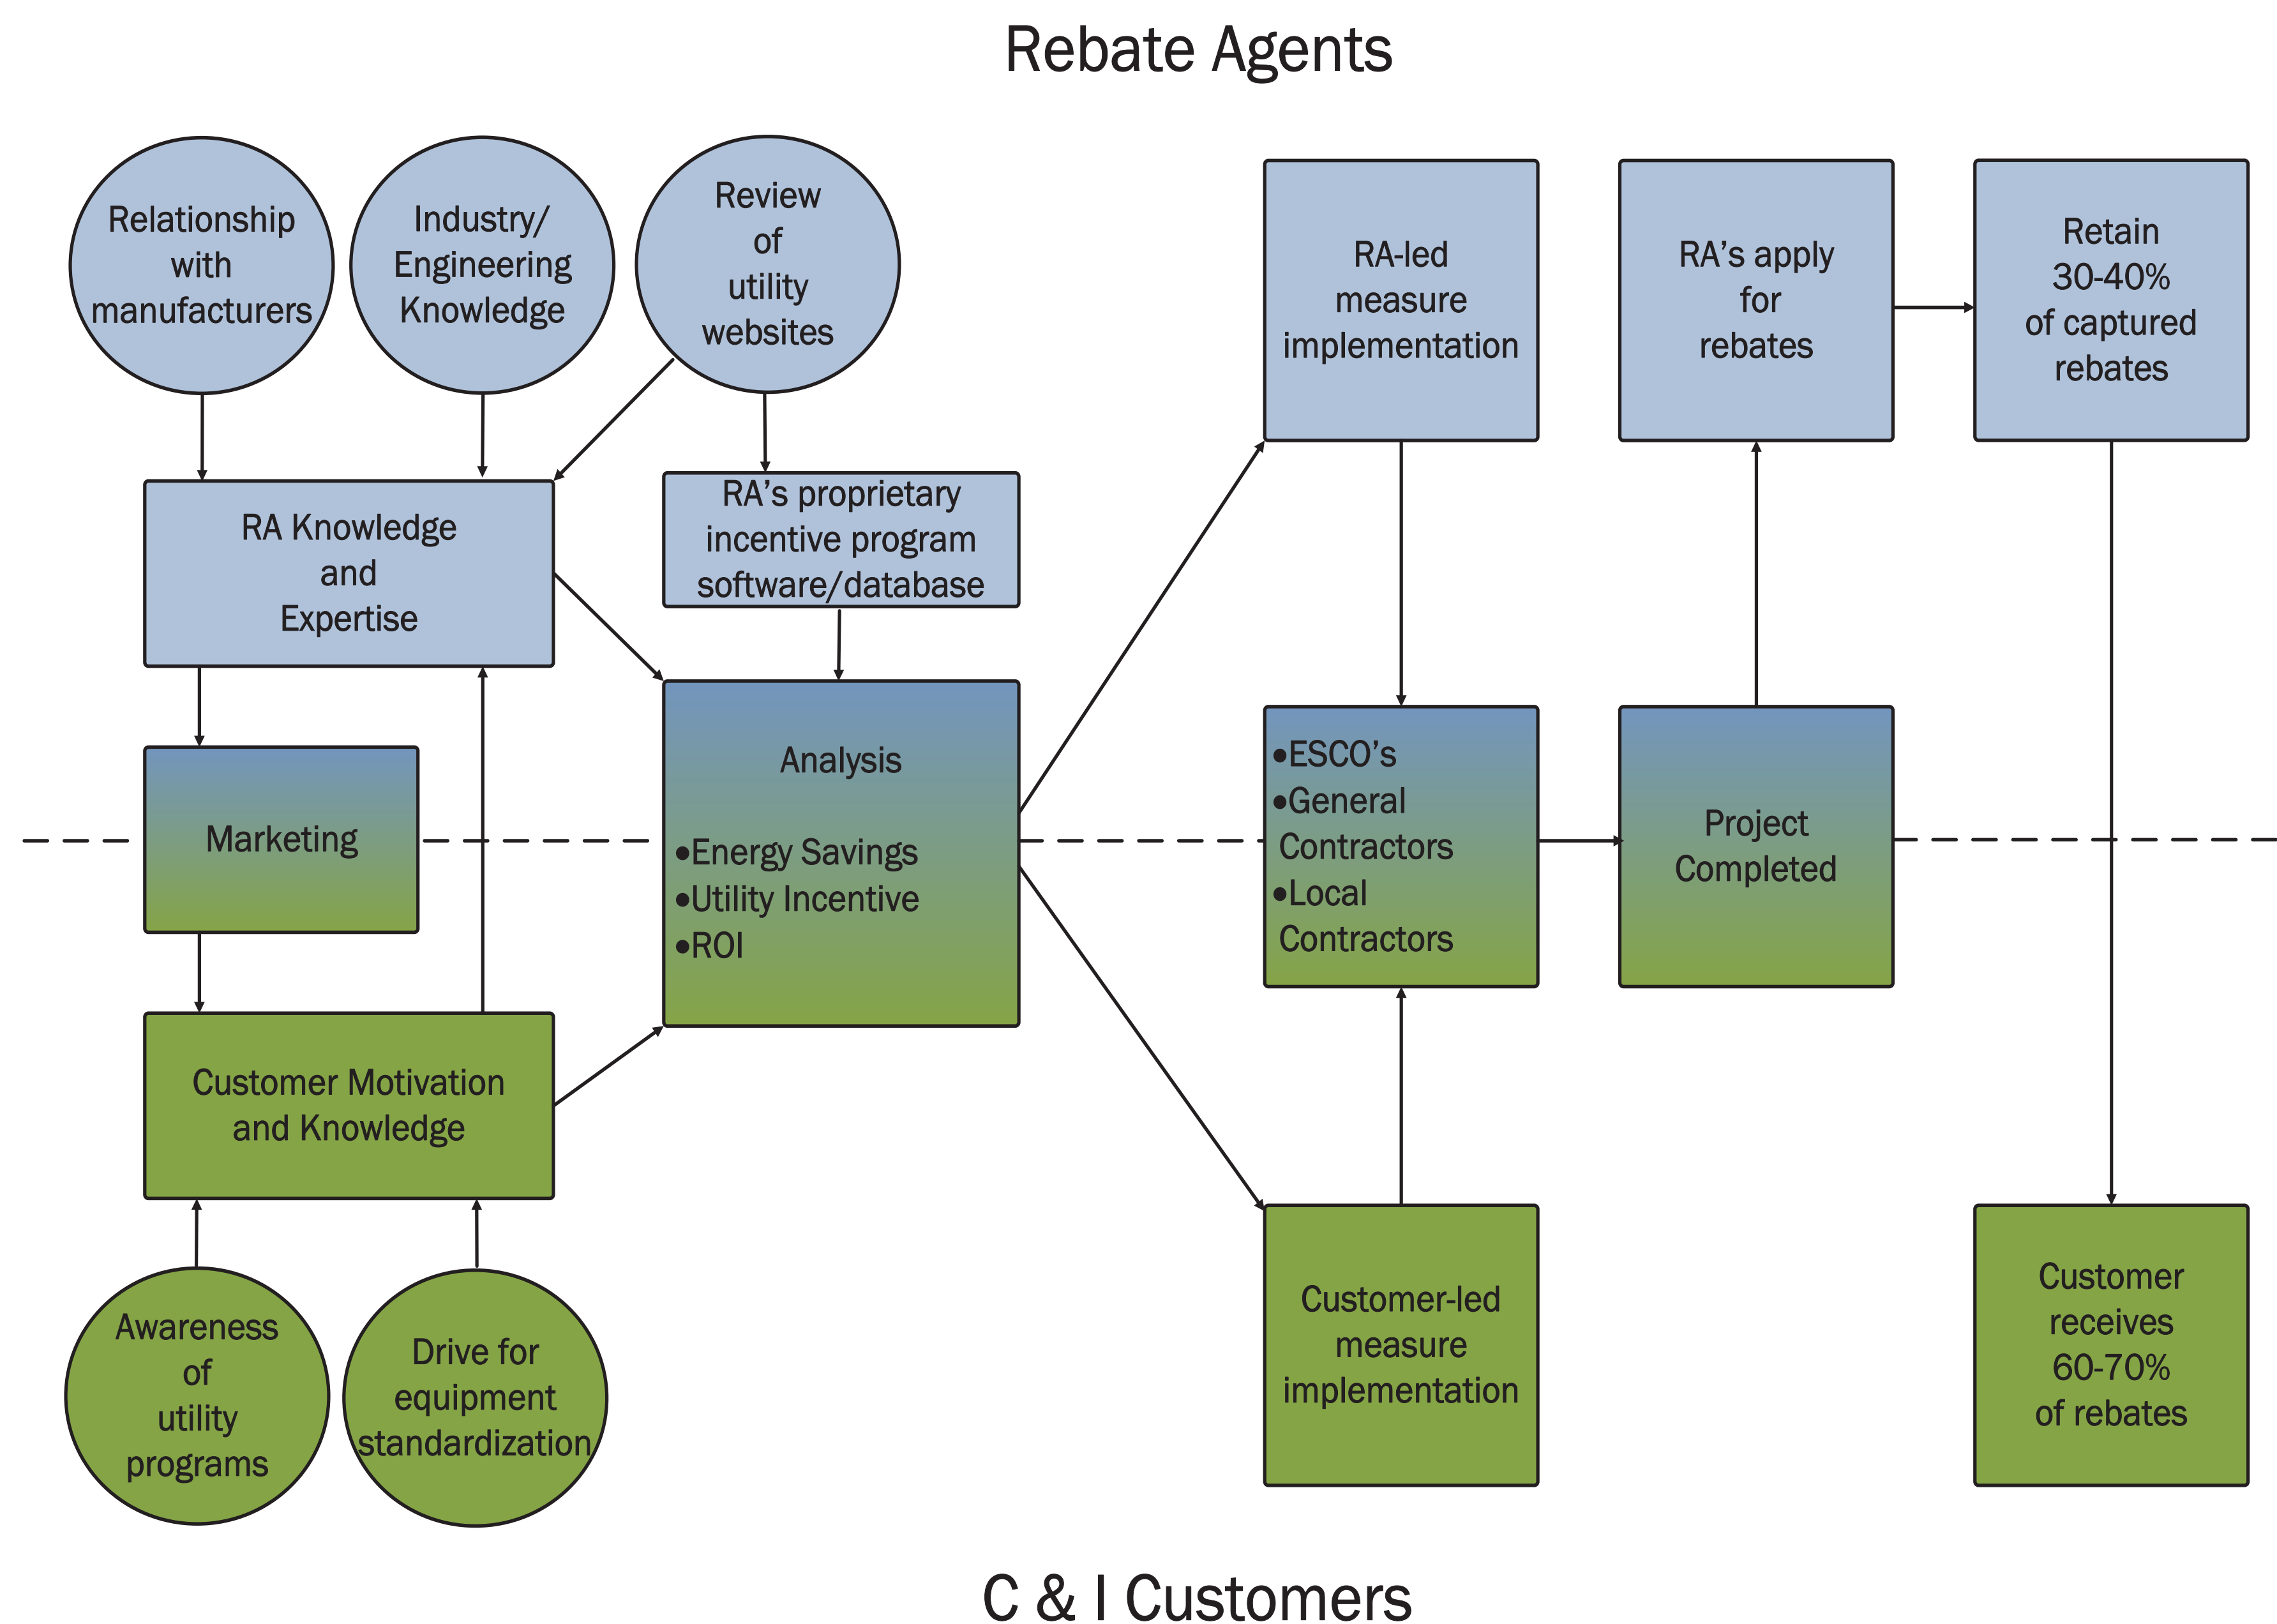 Rebate Agents
Relationship
with
manufacturers
Industry/
Engineering
Knowledge
Review
of
utility
websites
RA-led
measure
implementation
RA's apply
for
rebates
Retain
30-40%
of captured
rebates
RA Knowledge
and
Expertise
RA's proprietary
incentive program
software/database
Marketing
Analysis
•Energy Savings
•Utility Incentive
•ROI
•ESCO's
•General
Contractors
•Local
Contractors
Project
Completed
Customer Motivation
and Knowledge
Awareness
of
utility
programs
Drive for
equipment
standardization
Customer-led
measure
implementation
Customer
receives
60-70%
of rebates
C & I Customers